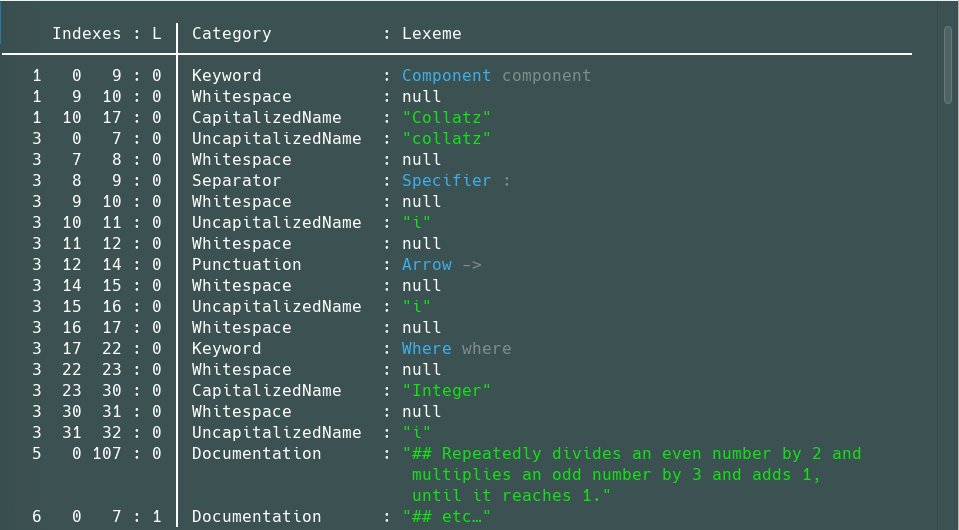 Indexes : L Category : Lexeme
1 0 9 : 0 Keyword : Component component
1 9 10 : 0 Whitespace : null
1 10 17 : 0 CapitalizedName : "Collatz"
3 0 7 : 0 UncapitalizedName : "collatz"
3 7 8 : 0 Whitespace : null
3 8 9 : 0 Separator : Specifier :
3 9 10 : 0 Whitespace : null
3 10 11 : 0 UncapitalizedName : "i"
3 11 12 : 0 Whitespace : null
3 12 14 : 0 Punctuation : Arrow ->
3 14 15 : 0 Whitespace : null
3 15 16 : 0 UncapitalizedName : "i"
3 16 17 : 0 Whitespace : null
3 17 22 : 0 Keyword : Where where
3 22 23 : 0 Whitespace : null
3 23 30 : 0 CapitalizedName : "Integer"
3 30 31 : 0 Whitespace : null
3 31 32 : 0 UncapitalizedName : "i"
5 0 107 : 0 Documentation : "## Repeatedly divides an even number by 2 and
multiplies an odd number by 3 and adds 1,
until it reaches 1."
6 0 7 : 1 Documentation : "## etc…"